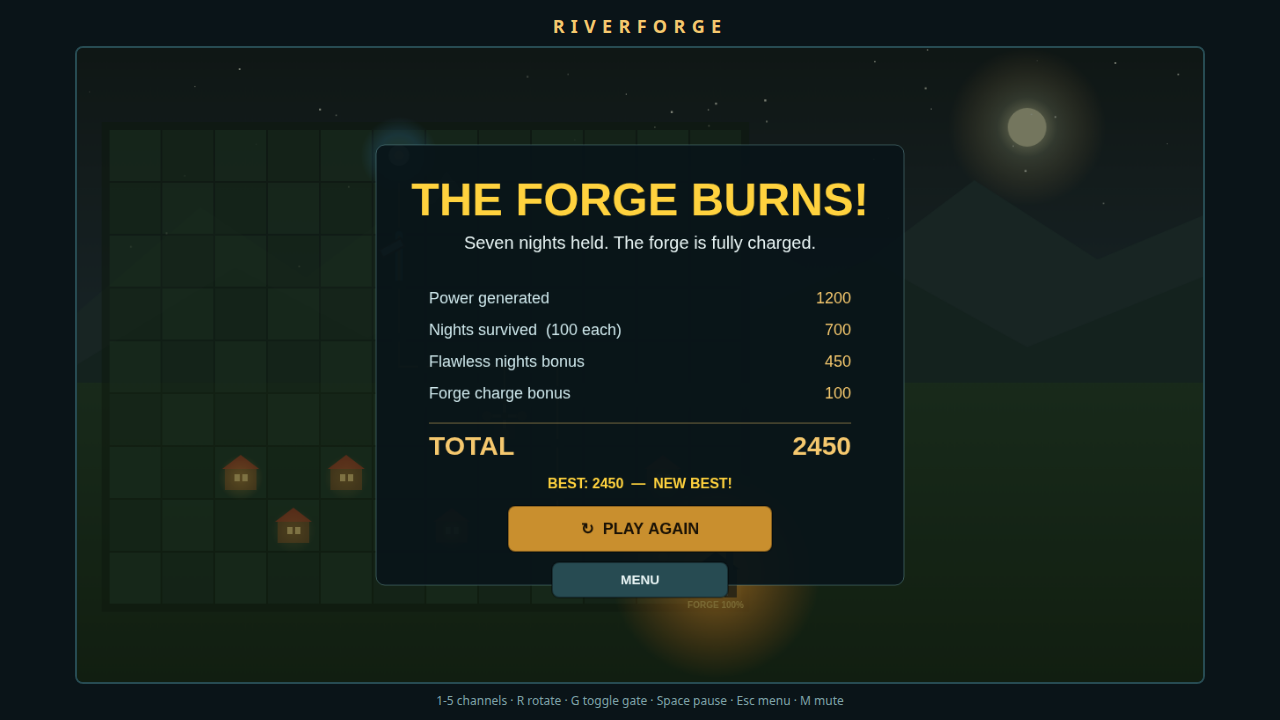 RIVERFORGE
THE FORGE BURNS!
Seven nights held. The forge is fully charged.
Power generated 1200
Nights survived (100 each) 700
Flawless nights bonus 450
Forge charge bonus 100
TOTAL 2450
BEST: 2450 — NEW BEST!
↻ PLAY AGAIN
MENU
FORGE 100%
1-5 channels · R rotate · G toggle gate · Space pause · Esc menu · M mute